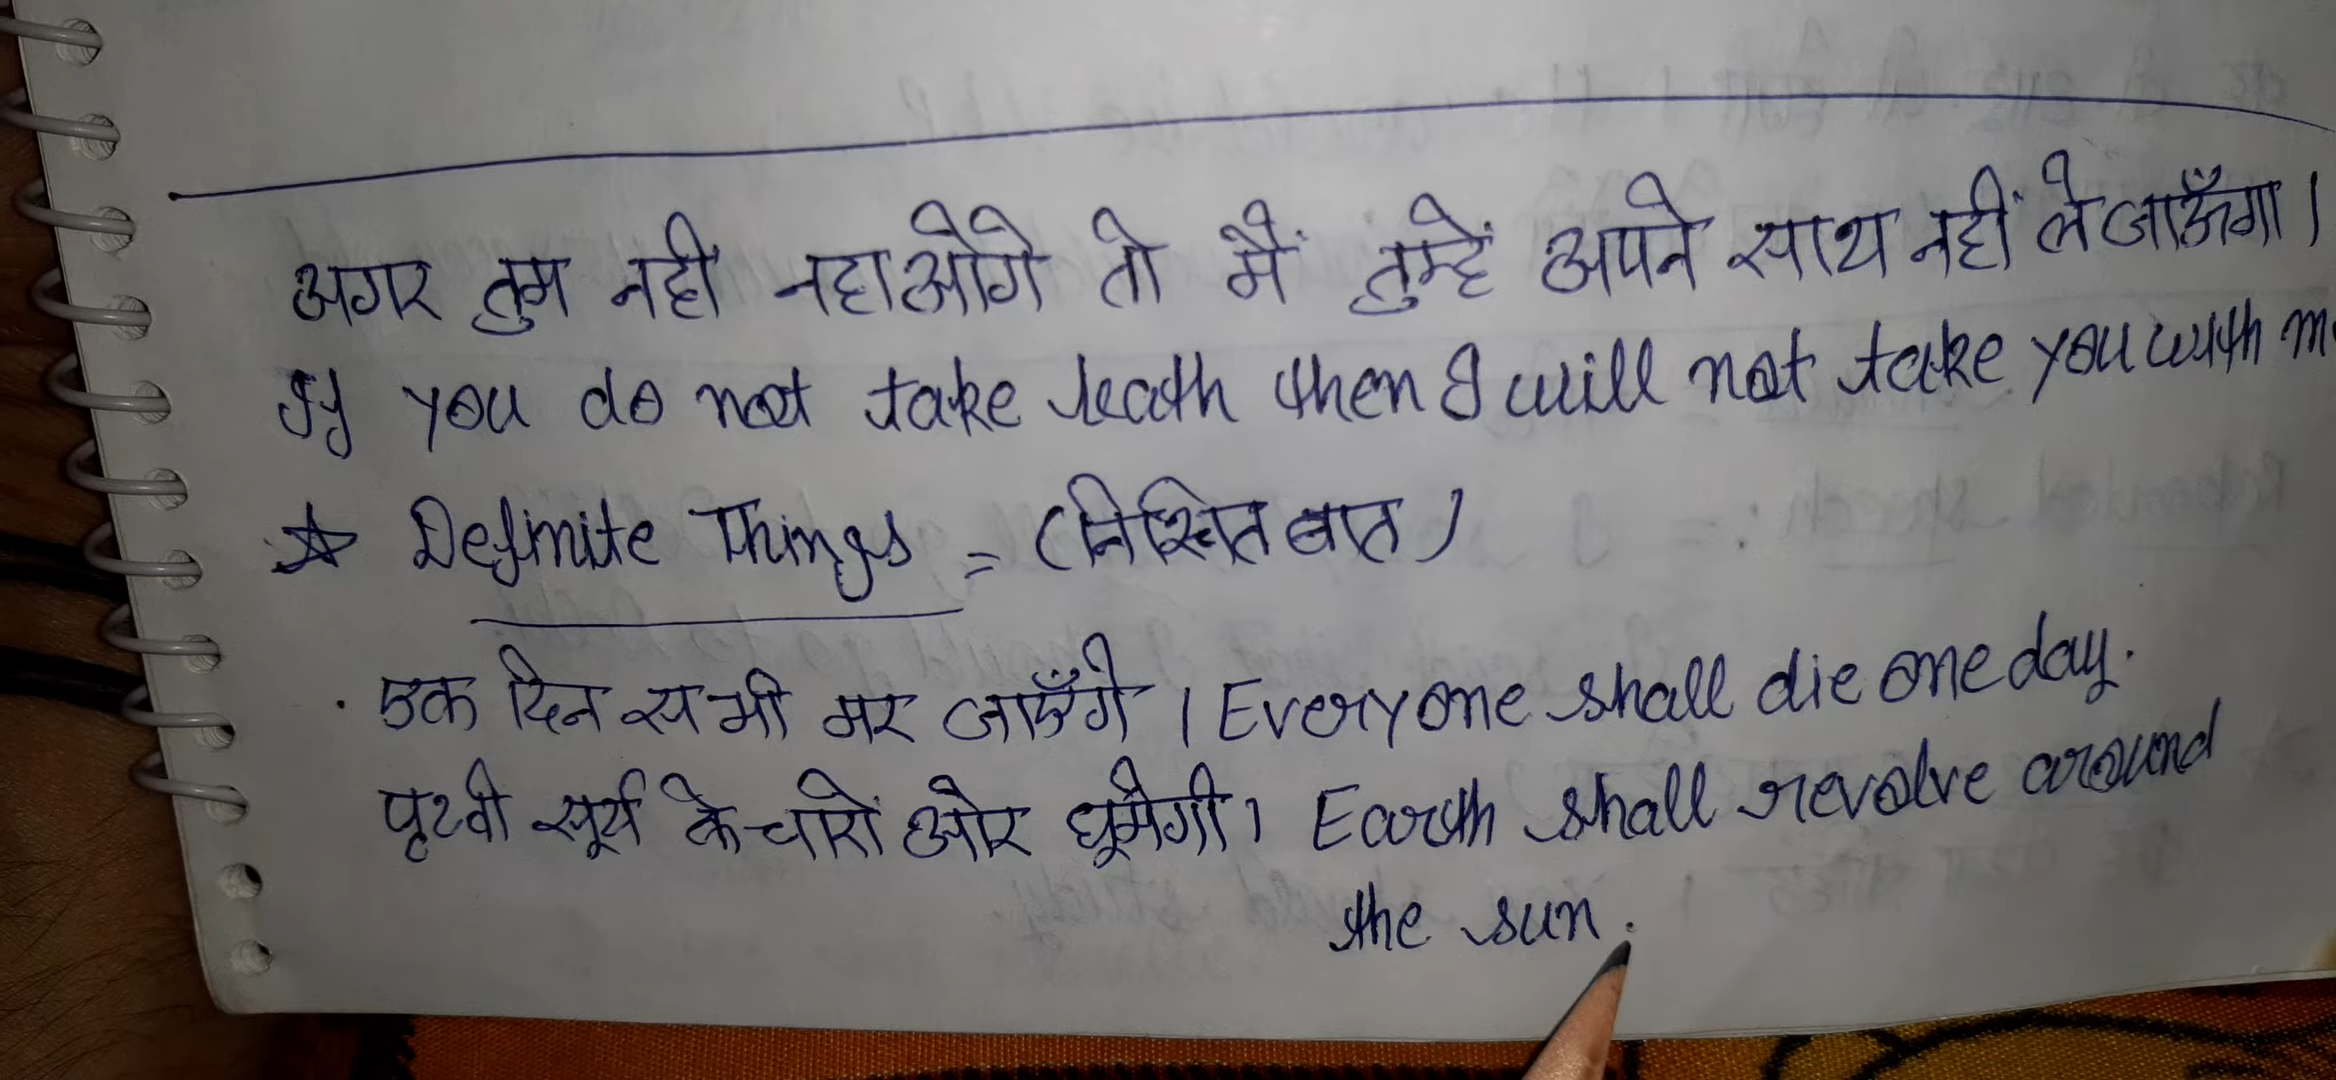 अगर तुम नहीं नहाओगे तो मैं तुम्हें अपने साथ नहीं ले जाऊँगा।
If you do not take bath then I will not take you with m
☆ Definite Things = (निश्चित बात)
· एक दिन सभी मर जाएँगे। Everyone shall die one day.
पृथ्वी सूर्य के चारों ओर घूमेगी। Earth shall revolve around
the sun.